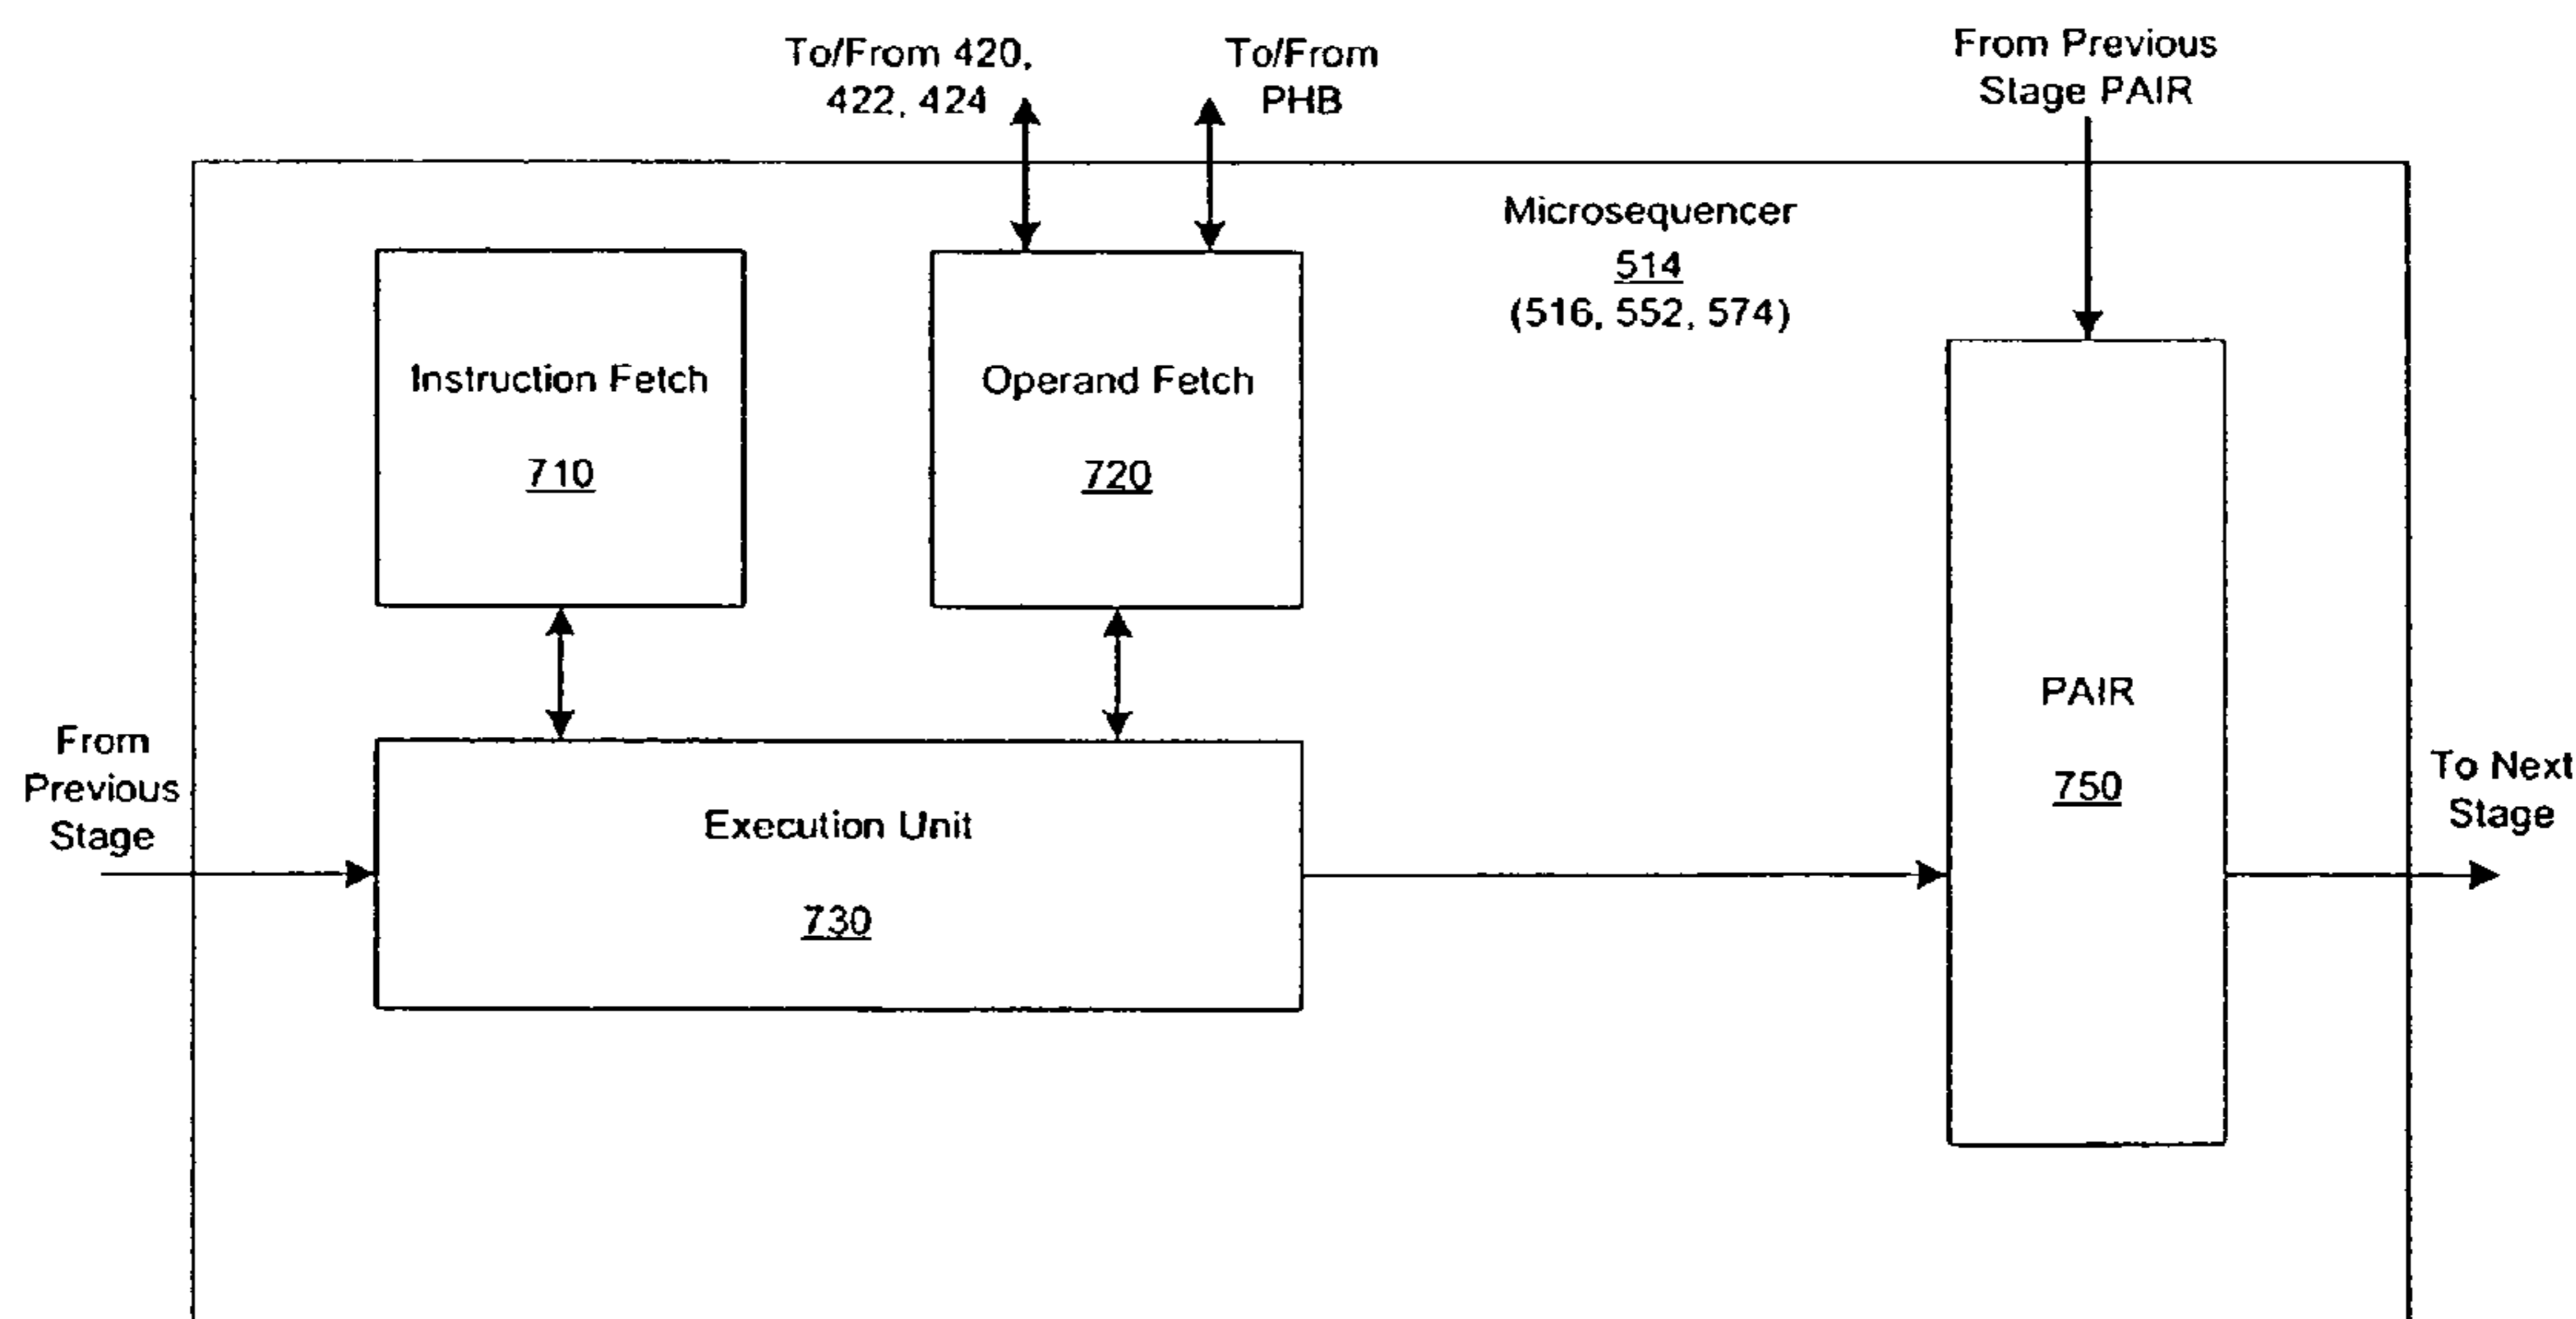 To/From 420,
422, 424
To/From
PHB
From Previous
Stage PAIR
Microsequencer
514
(516, 552, 574)
Instruction Fetch
710
Operand Fetch
720
PAIR
750
From
Previous
Stage
Execution Unit
730
To Next
Stage